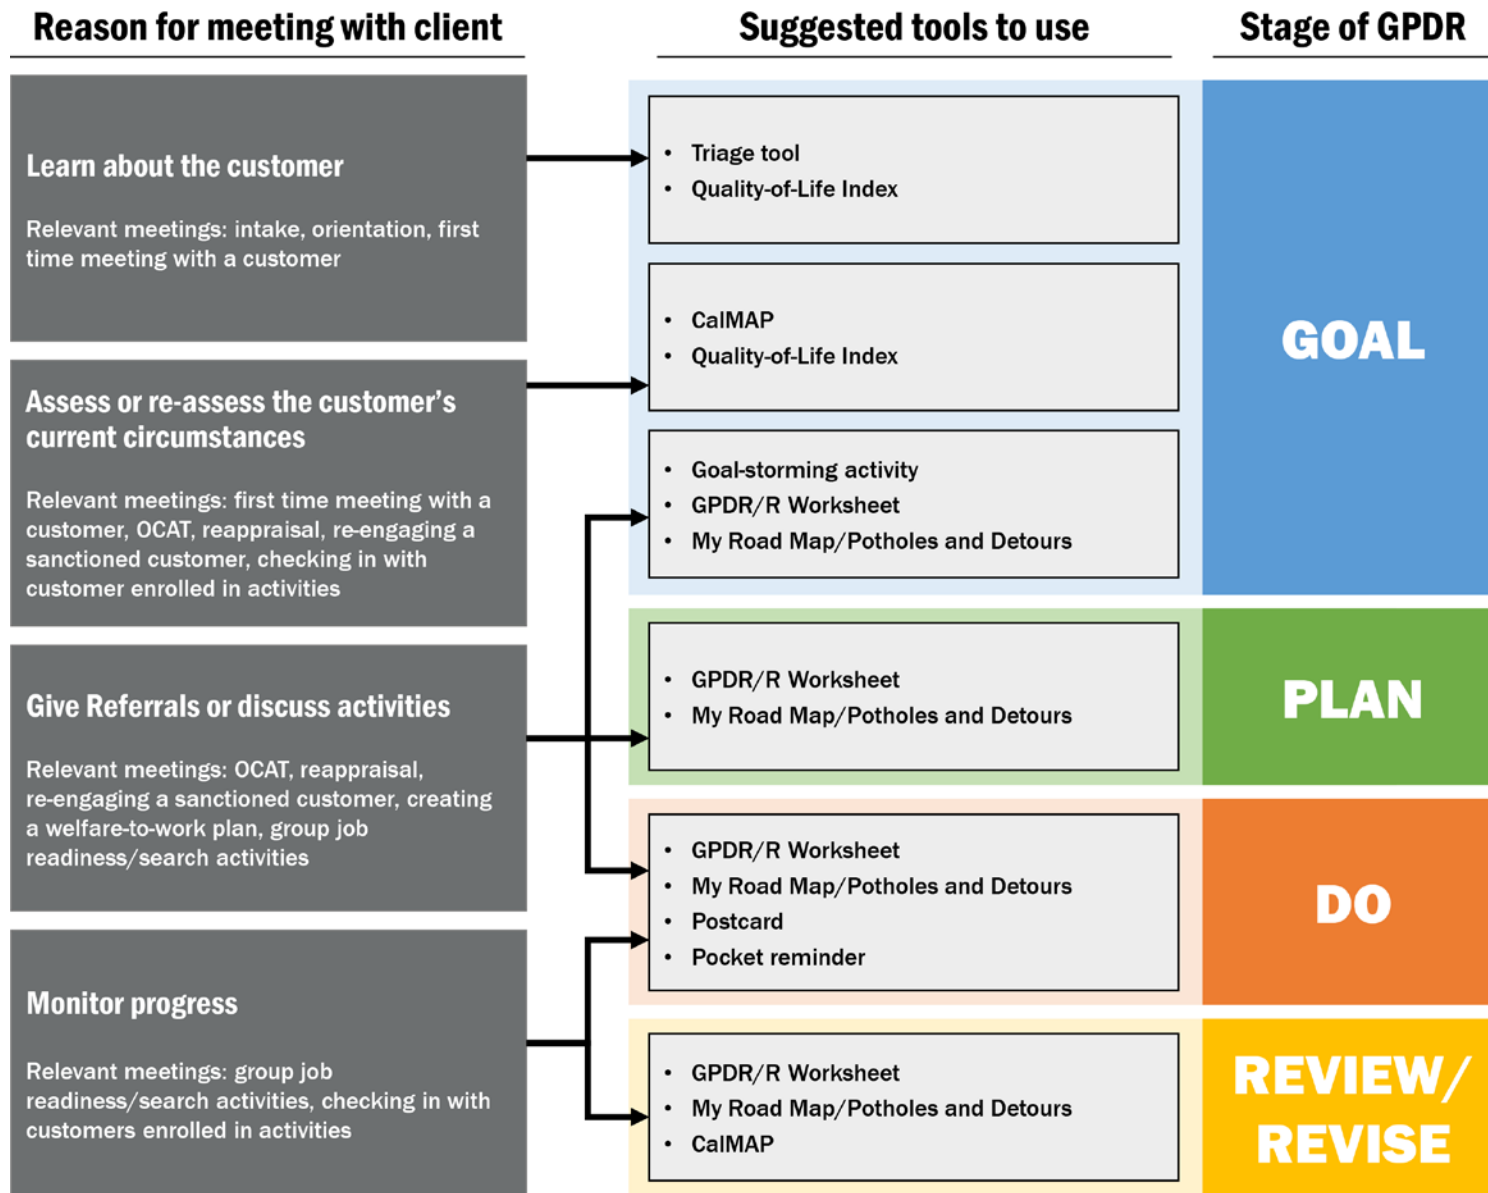 Reason for meeting with client
Suggested tools to use
Stage of GPDR
Learn about the customer
Relevant meetings: intake, orientation, first
time meeting with a customer
Assess or re-assess the customer's
current circumstances
Relevant meetings: first time meeting with a
customer, OCAT, reappraisal, re-engaging a
sanctioned customer, checking in with
customer enrolled in activities
Give Referrals or discuss activities
Relevant meetings: OCAT, reappraisal,
re-engaging a sanctioned customer, creating
a welfare-to-work plan, group job
readiness/search activities
Monitor progress
Relevant meetings: group job
readiness/search activities, checking in with
customers enrolled in activities
• Triage tool
• Quality-of-Life Index
• CalMAP
• Quality-of-Life Index
• Goal-storming activity
• GPDR/R Worksheet
• My Road Map/Potholes and Detours
• GPDR/R Worksheet
• My Road Map/Potholes and Detours
• GPDR/R Worksheet
• My Road Map/Potholes and Detours
• Postcard
• Pocket reminder
• GPDR/R Worksheet
• My Road Map/Potholes and Detours
• CalMAP
GOAL
PLAN
DO
REVIEW/
REVISE